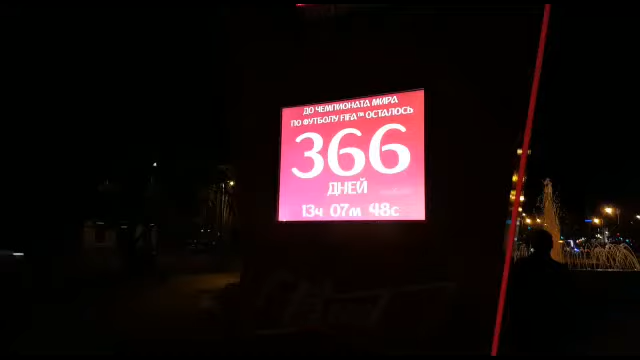 ДО ЧЕМПИОНАТА МИРА
ПО ФУТБОЛУ FIFA™ ОСТАЛОСЬ
366
ДНЕЙ
13ч 07м 48с